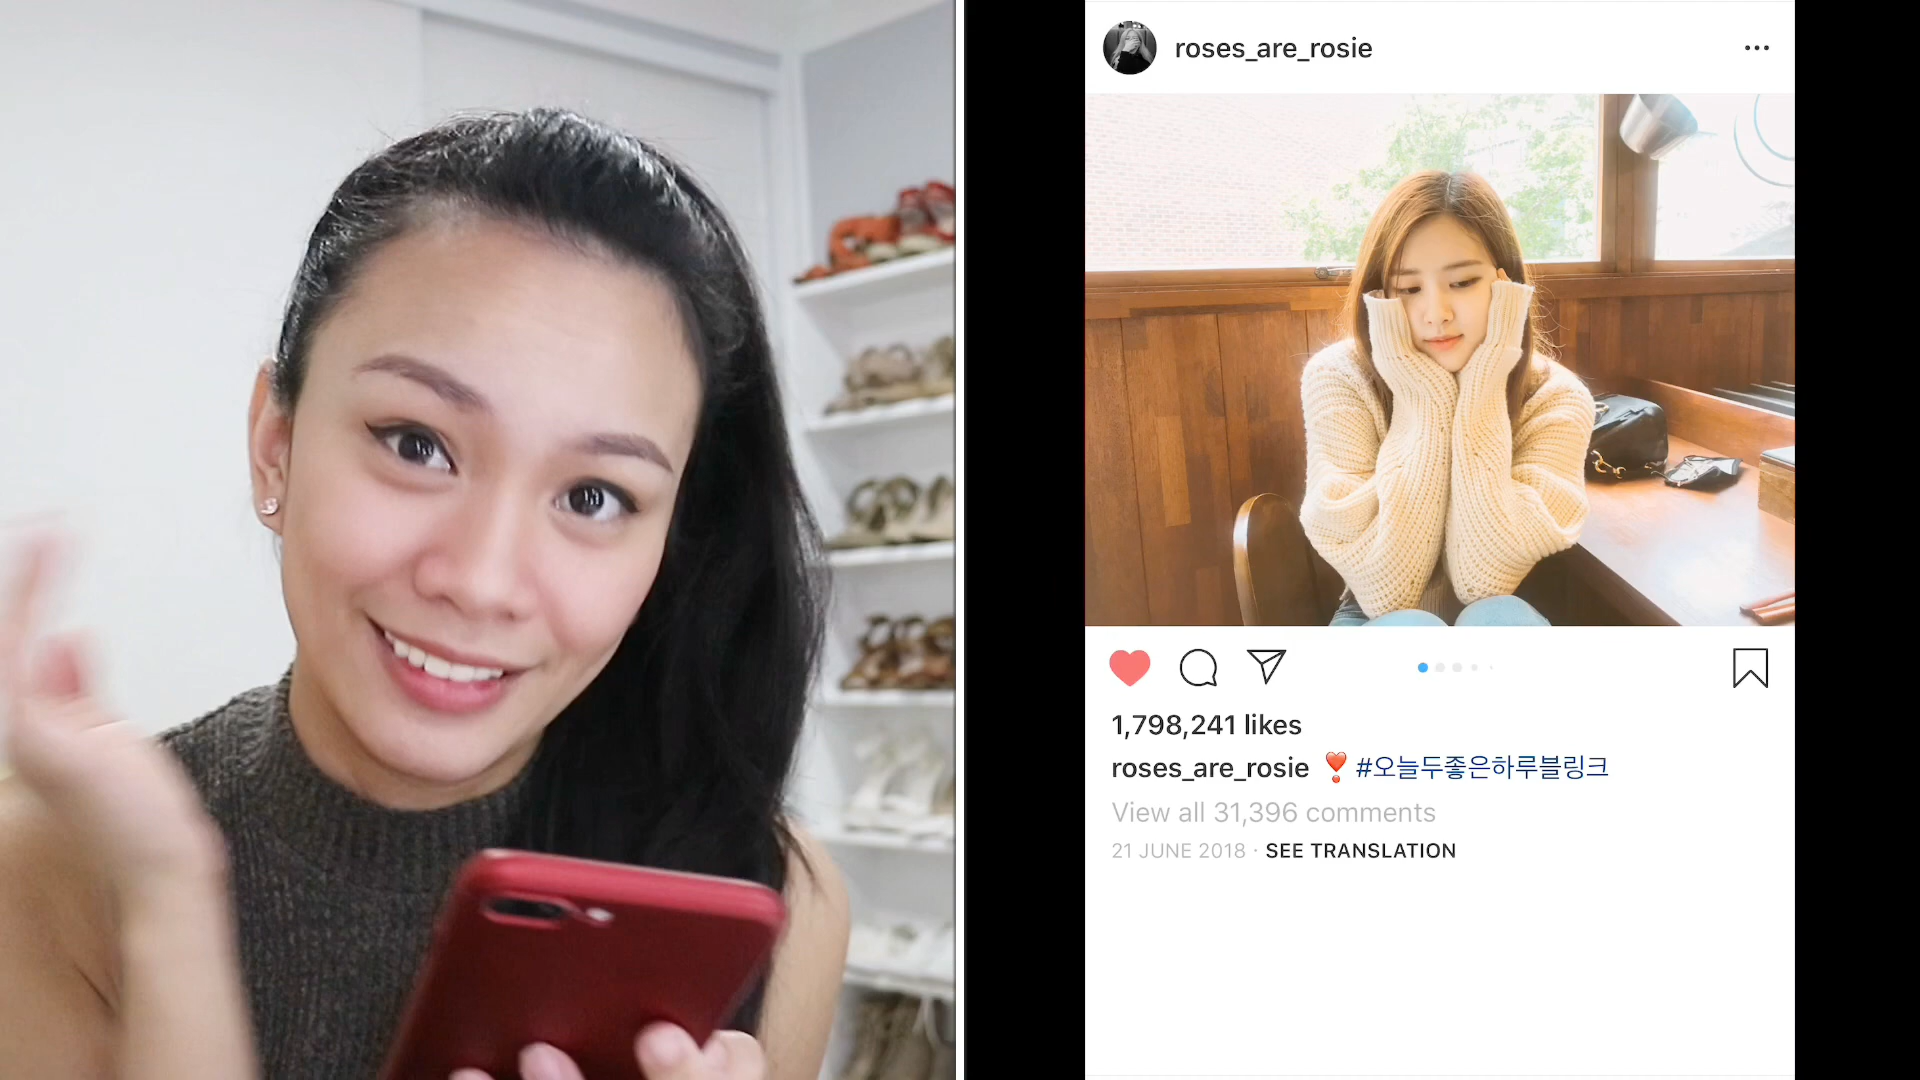 roses_are_rosie
1,798,241 likes
roses_are_rosie ❣️ #오늘두좋은하루블링크
View all 31,396 comments
21 JUNE 2018 · SEE TRANSLATION